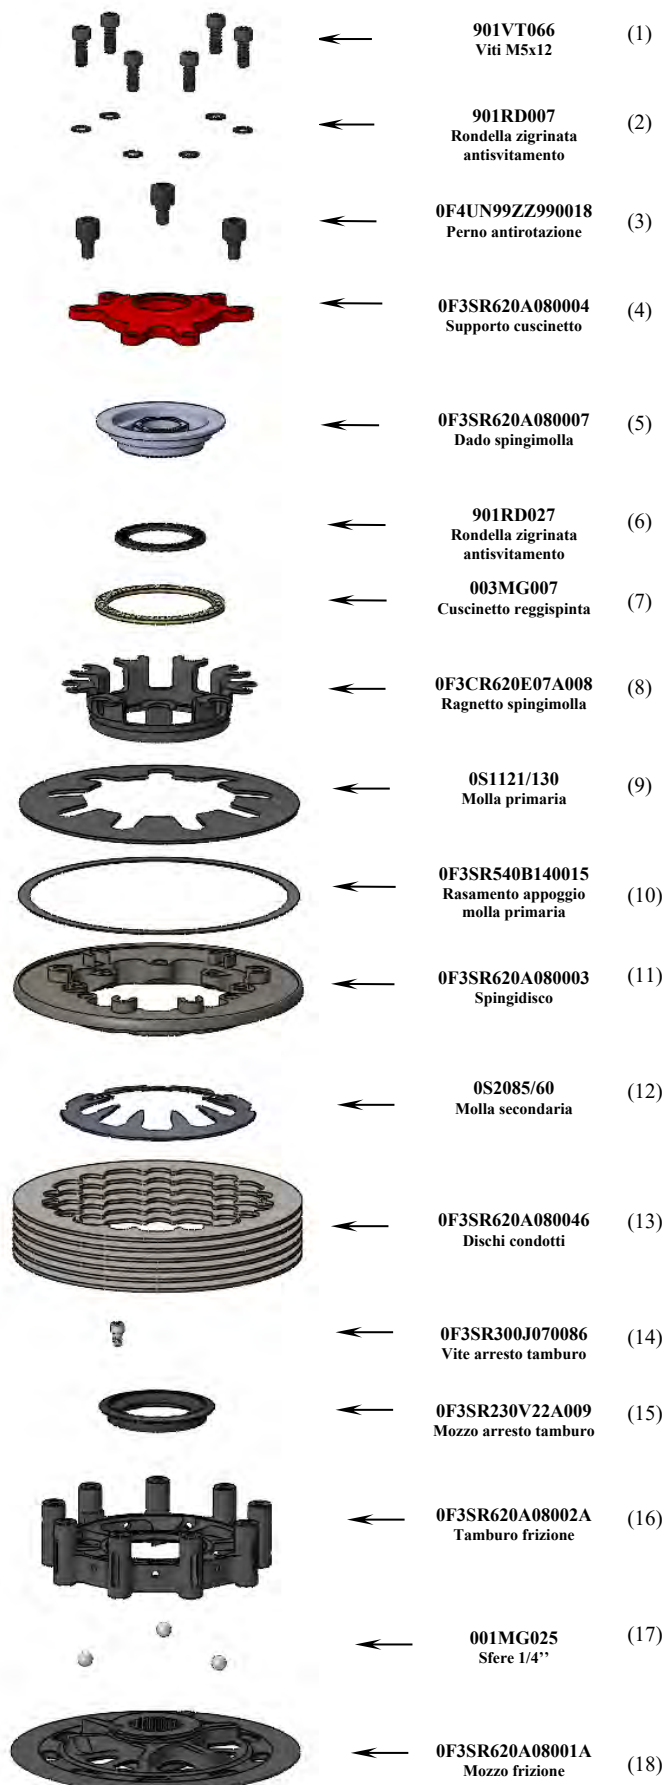 901VT066 (1)
Viti M5x12
901RD007 (2)
Rondella zigrinata
antisvitamento
0F4UN99ZZ990018 (3)
Perno antirotazione
0F3SR620A080004 (4)
Supporto cuscinetto
0F3SR620A080007 (5)
Dado spingimolla
901RD027 (6)
Rondella zigrinata
antisvitamento
003MG007 (7)
Cuscinetto reggispinta
0F3CR620E07A008 (8)
Ragnetto spingimolla
0S1121/130 (9)
Molla primaria
0F3SR540B140015
Rasamento appoggio (10)
molla primaria
0F3SR620A080003 (11)
Spingidisco
0S2085/60 (12)
Molla secondaria
0F3SR620A080046 (13)
Dischi condotti
0F3SR300J070086 (14)
Vite arresto tamburo
0F3SR230V22A009 (15)
Mozzo arresto tamburo
0F3SR620A08002A (16)
Tamburo frizione
001MG025 (17)
Sfere 1/4’’
0F3SR620A08001A (18)
Mozzo frizione